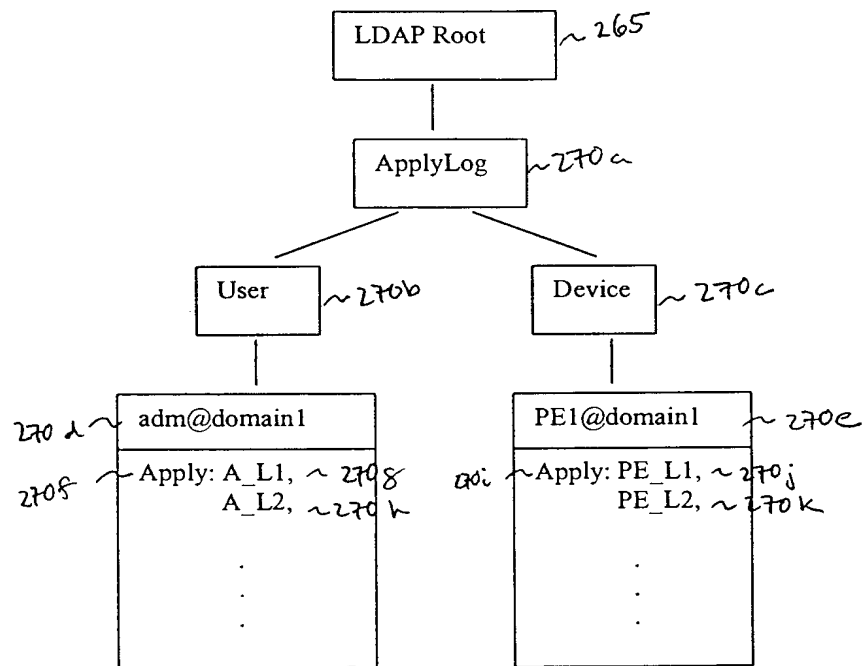 LDAP Root ~ 265
ApplyLog ~ 270a
User ~ 270b
Device ~ 270c
270d ~ adm@domain1
PE1@domain1 ~ 270e
270f ~ Apply: A_L1, ~ 270g
A_L2, ~ 270h
270i ~ Apply: PE_L1, ~ 270j
PE_L2, ~ 270k